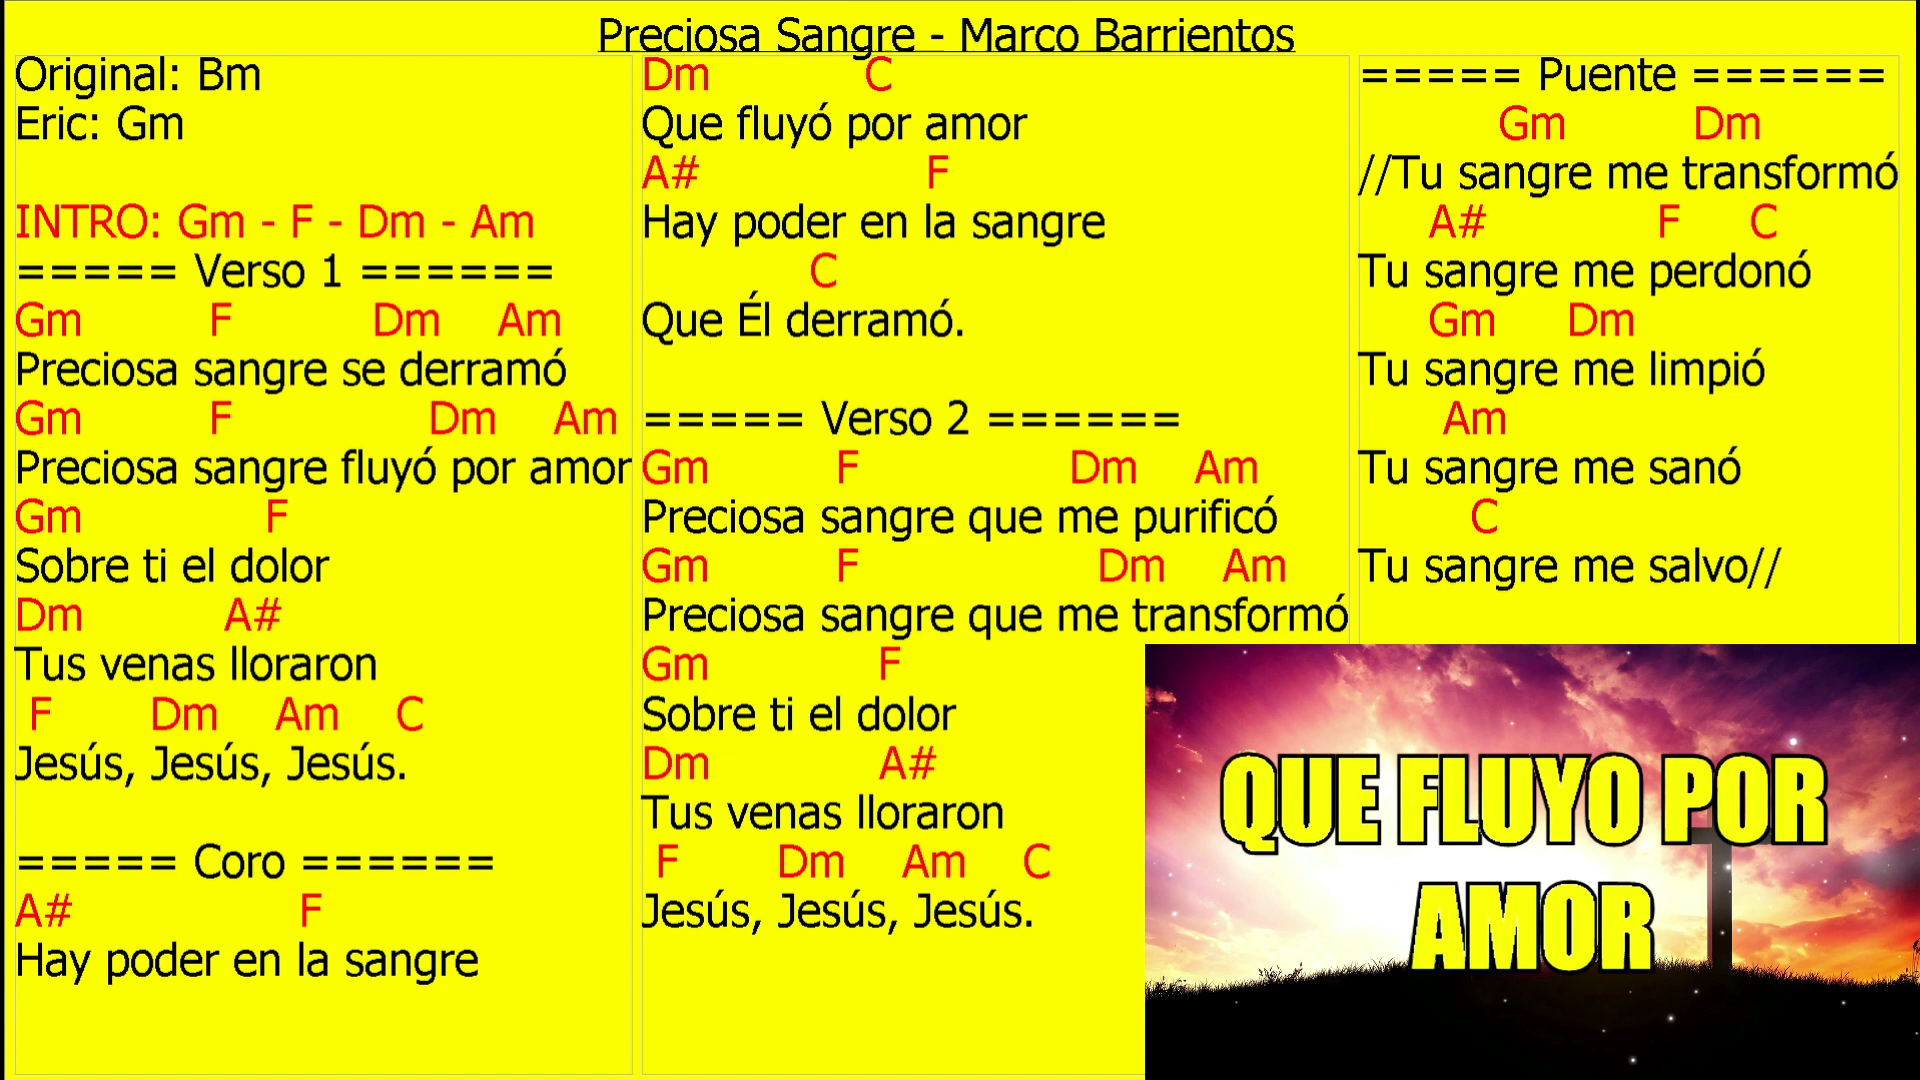 Preciosa Sangre - Marco Barrientos
Original: Bm
Eric: Gm
INTRO: Gm - F - Dm - Am
===== Verso 1 ======
Gm F Dm Am
Preciosa sangre se derramó
Gm F Dm Am
Preciosa sangre fluyó por amor
Gm F
Sobre ti el dolor
Dm A#
Tus venas lloraron
F Dm Am C
Jesús, Jesús, Jesús.
===== Coro ======
A# F
Hay poder en la sangre
Dm C
Que fluyó por amor
A# F
Hay poder en la sangre
C
Que Él derramó.
===== Verso 2 ======
Gm F Dm Am
Preciosa sangre que me purificó
Gm F Dm Am
Preciosa sangre que me transformó
Gm F
Sobre ti el dolor
Dm A#
Tus venas lloraron
F Dm Am C
Jesús, Jesús, Jesús.
===== Puente ======
Gm Dm
//Tu sangre me transformó
A# F C
Tu sangre me perdonó
Gm Dm
Tu sangre me limpió
Am
Tu sangre me sanó
C
Tu sangre me salvo//
QUE FLUYO POR
AMOR